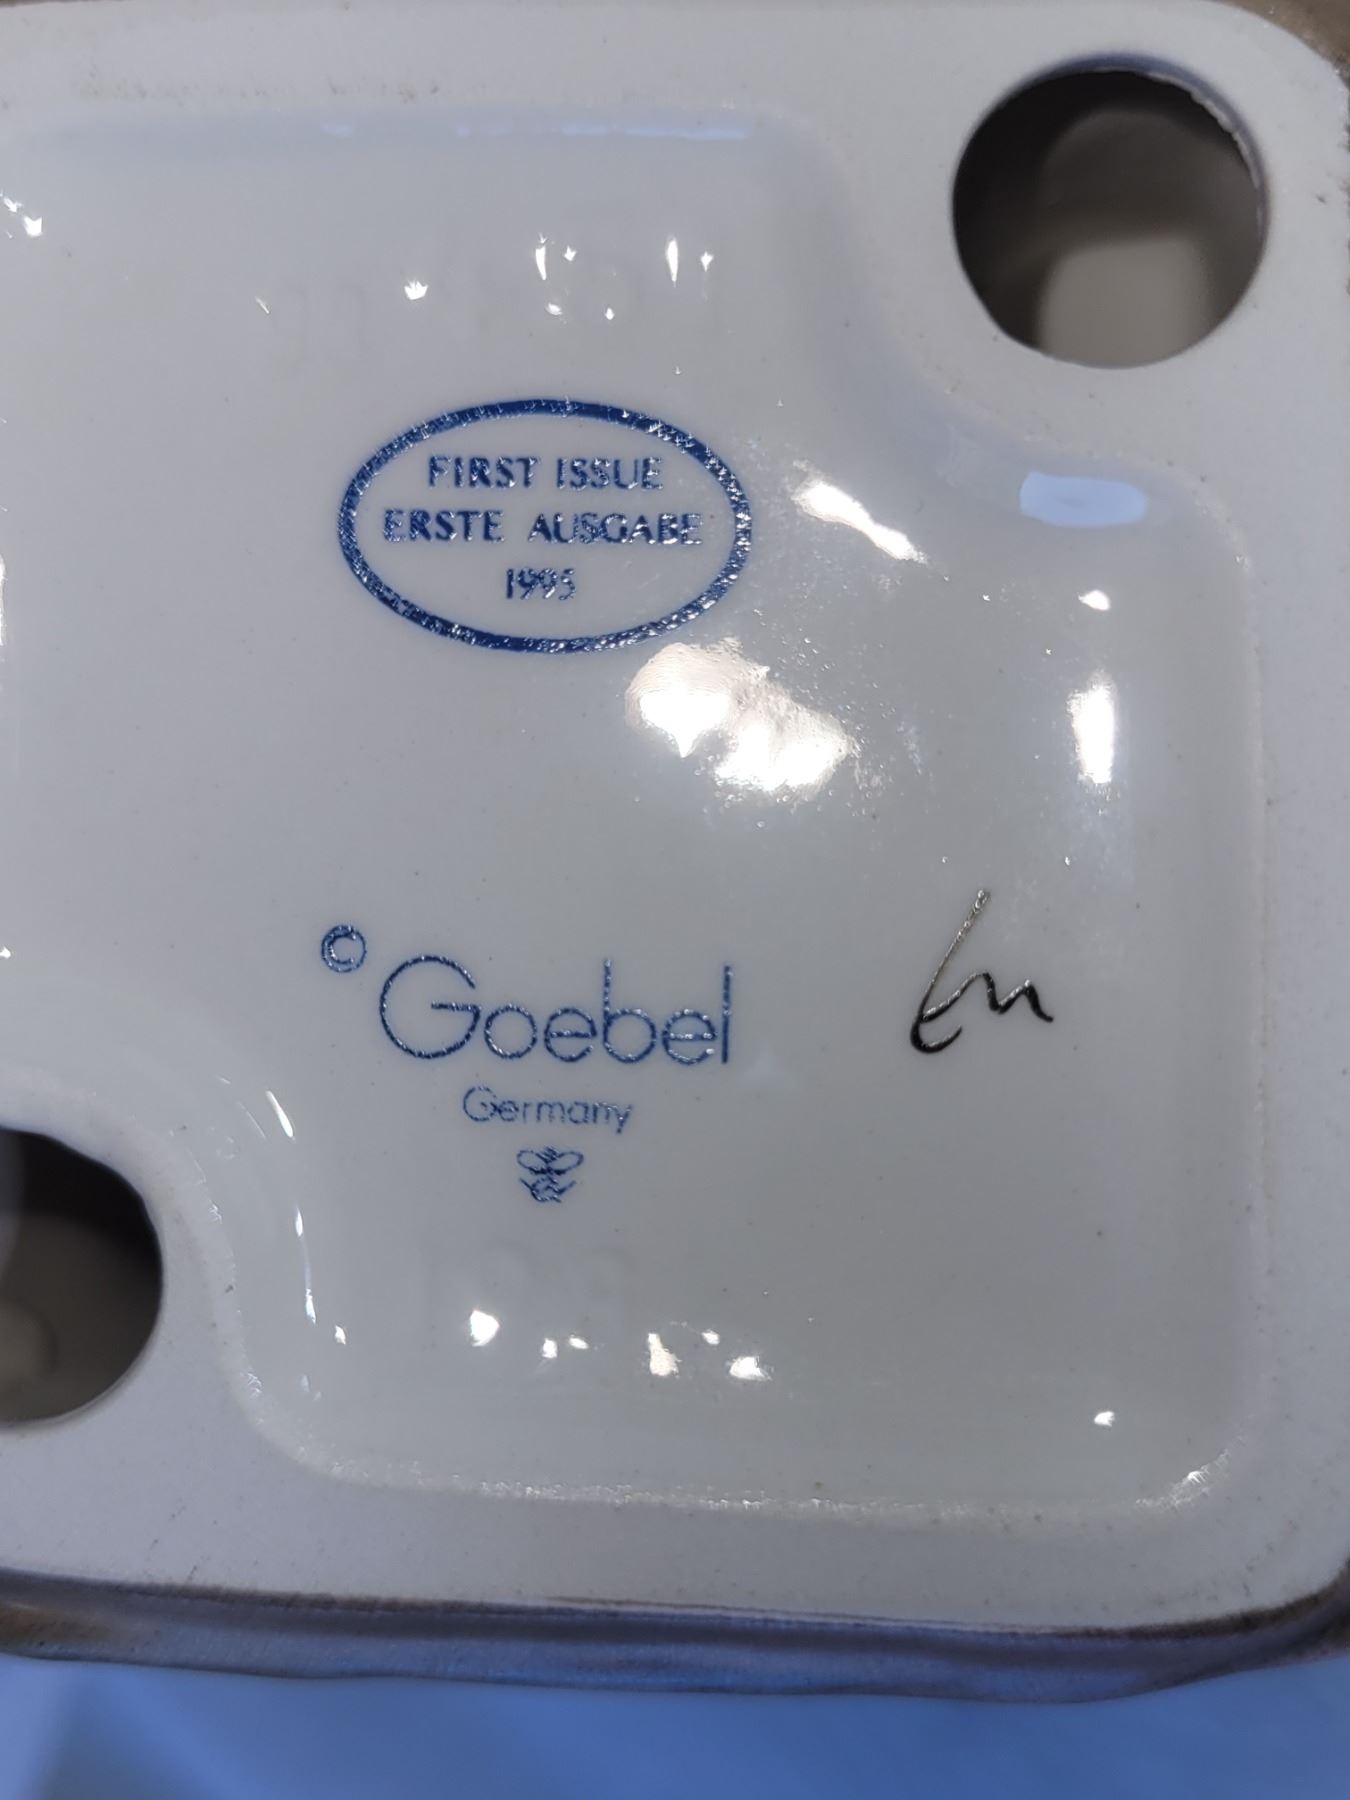 FIRST ISSUE
ERSTE AUSGABE
1995
© Goebel
Germany